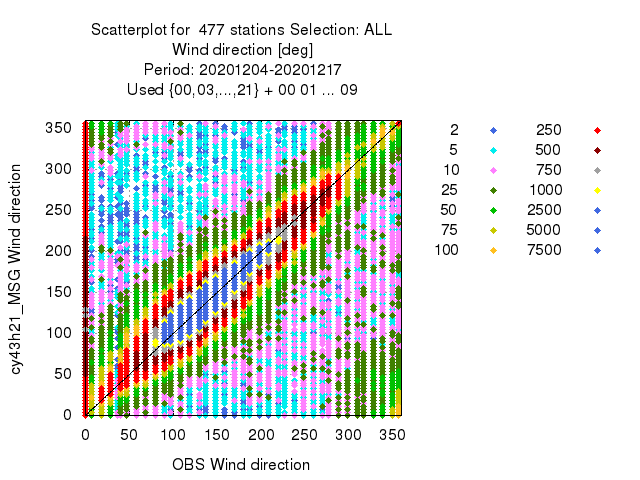 Scatterplot for  477 stations Selection: ALL
Wind direction [deg]
Period: 20201204-20201217
Used {00,03,...,21} + 00 01 ... 09
cy43h21_MSG Wind direction
350
300
250
200
150
100
50
0
0 50 100 150 200 250 300 350
OBS Wind direction
2 250
5 500
10 750
25 1000
50 2500
75 5000
100 7500